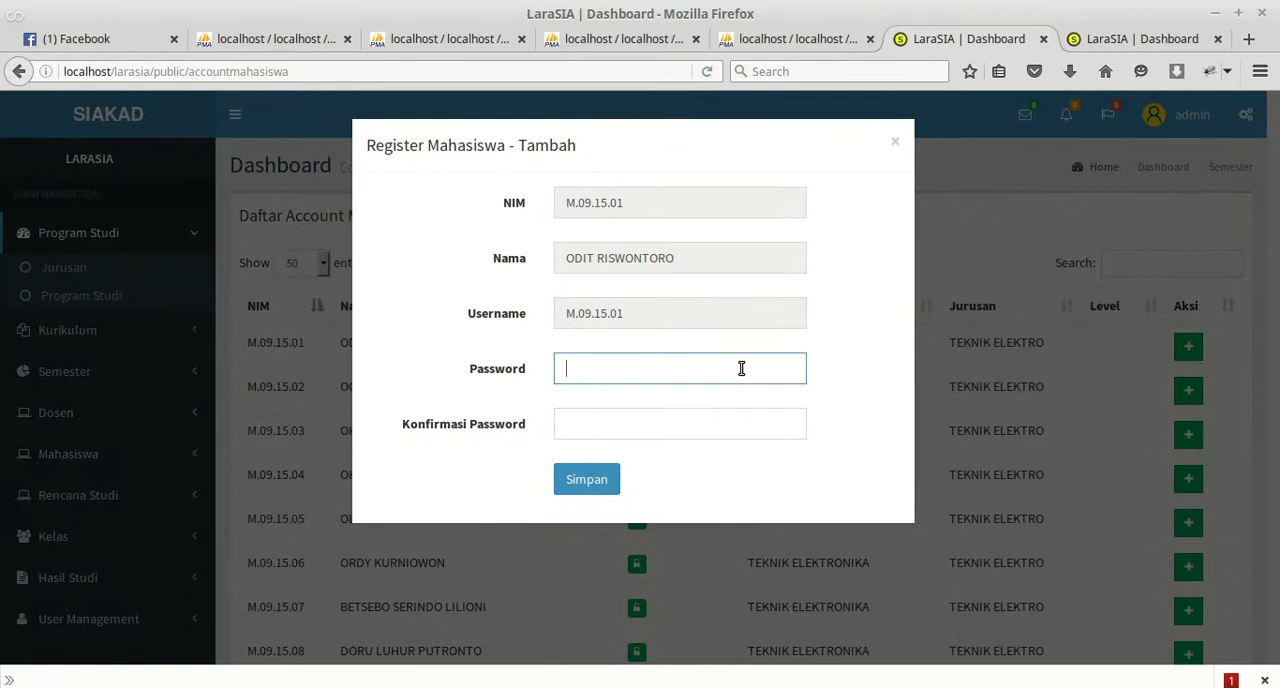 LaraSIA | Dashboard - Mozilla Firefox
(1) Facebook
localhost / localhost /...
localhost / localhost /...
localhost / localhost /...
localhost / localhost /...
LaraSIA | Dashboard
LaraSIA | Dashboard
localhost/larasia/public/accountmahasiswa
Search
SIAKAD
0
0
0
admin
LARASIA
Dashboard
Home
Dashboard
Semester
MAIN NAVIGATION
Program Studi
Jurusan
Program Studi
Kurikulum
Semester
Dosen
Mahasiswa
Rencana Studi
Kelas
Hasil Studi
User Management
Register Mahasiswa - Tambah
×
NIM
M.09.15.01
Nama
ODIT RISWONTORO
Username
M.09.15.01
Password
Konfirmasi Password
Simpan
Daftar Account
Show
50
Search:
NIM
Jurusan
Level
Aksi
M.09.15.01
TEKNIK ELEKTRO
M.09.15.02
TEKNIK ELEKTRO
M.09.15.03
TEKNIK ELEKTRO
M.09.15.04
TEKNIK ELEKTRO
M.09.15.05
TEKNIK ELEKTRO
M.09.15.06 ORDY KURNIOWON TEKNIK ELEKTRONIKA TEKNIK ELEKTRO
M.09.15.07 BETSEBO SERINDO LILIONI TEKNIK ELEKTRONIKA TEKNIK ELEKTRO
M.09.15.08 DORU LUHUR PUTRONTO TEKNIK ELEKTRONIKA TEKNIK ELEKTRO
1